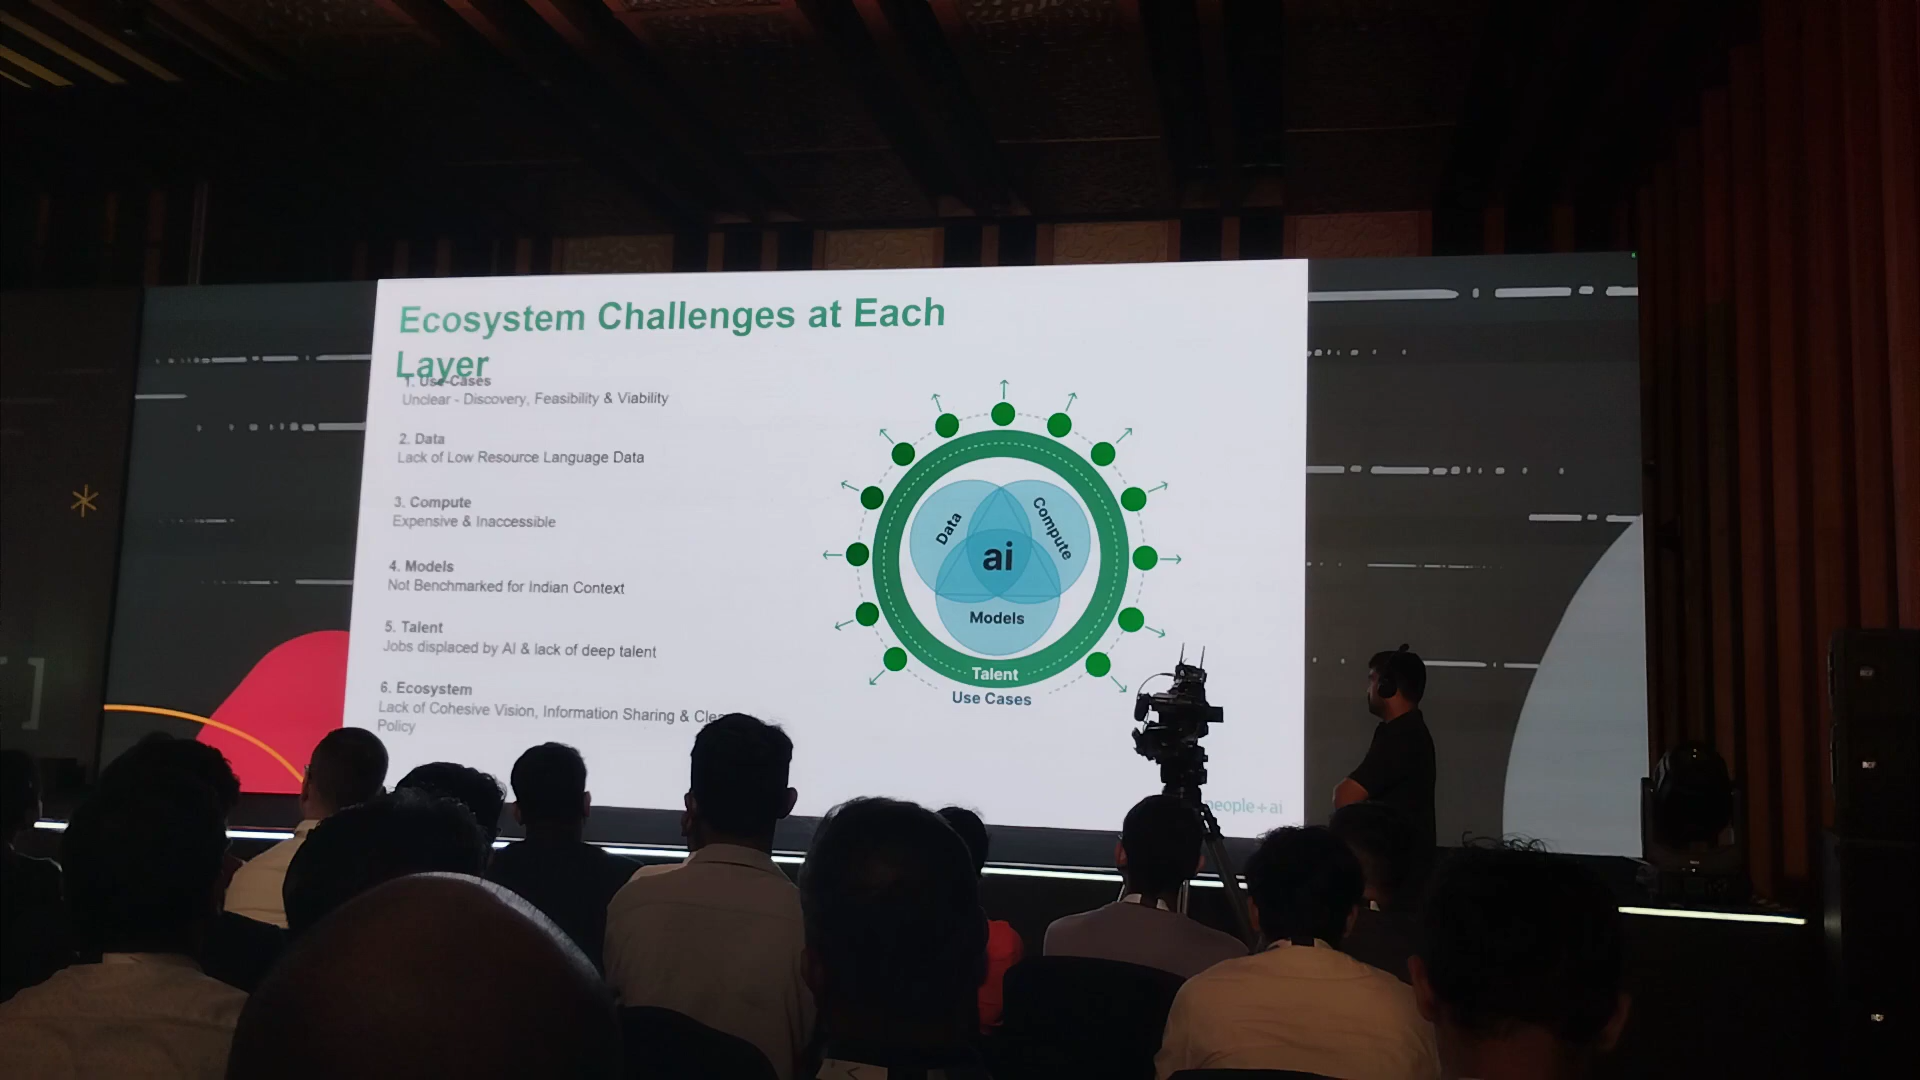 Ecosystem Challenges at Each
Layer
1. Use-Cases
Unclear - Discovery, Feasibility & Viability
2. Data
Lack of Low Resource Language Data
3. Compute
Expensive & Inaccessible
4. Models
Not Benchmarked for Indian Context
5. Talent
Jobs displaced by AI & lack of deep talent
6. Ecosystem
Lack of Cohesive Vision, Information Sharing &
Policy
Data
Compute
ai
Models
Talent
Use Cases
people+ai